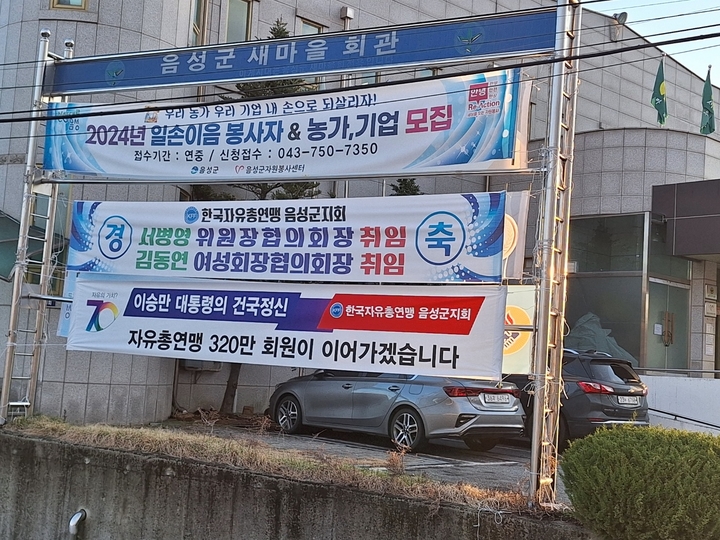 음성군 새마을 회관
우리 농가 우리 기업 내 손으로 되살리자!
2024년 일손이음 봉사자 & 농가,기업 모집
접수기간 : 연중 / 신청접수 : 043-750-7350
음성군 음성군자원봉사센터
한국자유총연맹 음성군지회
경 축
서병영 위원장협의회장 취임
김동연 여성회장협의회장 취임
70
이승만 대통령의 건국정신
한국자유총연맹 음성군지회
자유총연맹 320만 회원이 이어가겠습니다